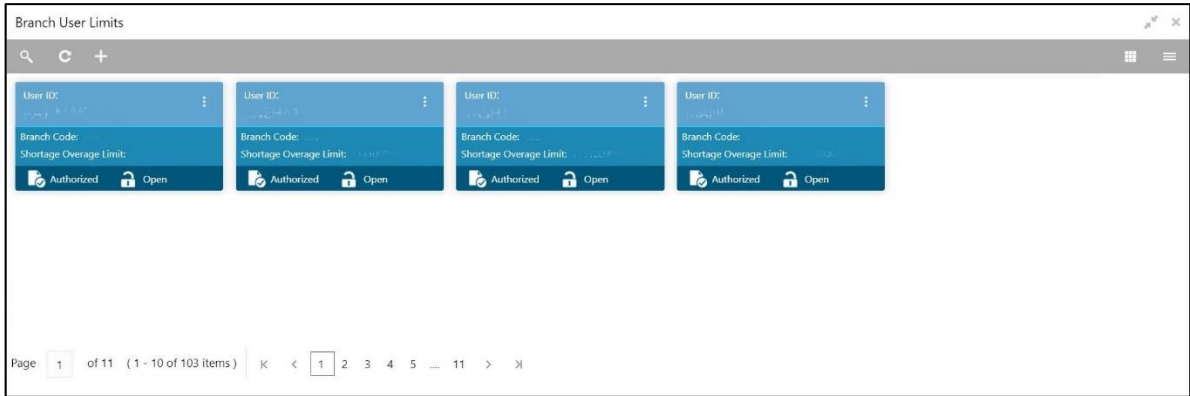 Branch User Limits
User ID: User ID: User ID: User ID:
Branch Code: Branch Code: Branch Code: Branch Code:
Shortage Overage Limit: Shortage Overage Limit: Shortage Overage Limit: Shortage Overage Limit:
Authorized Open Authorized Open Authorized Open Authorized Open
Page 1 of 11 ( 1 - 10 of 103 items ) 1 2 3 4 5 ... 11